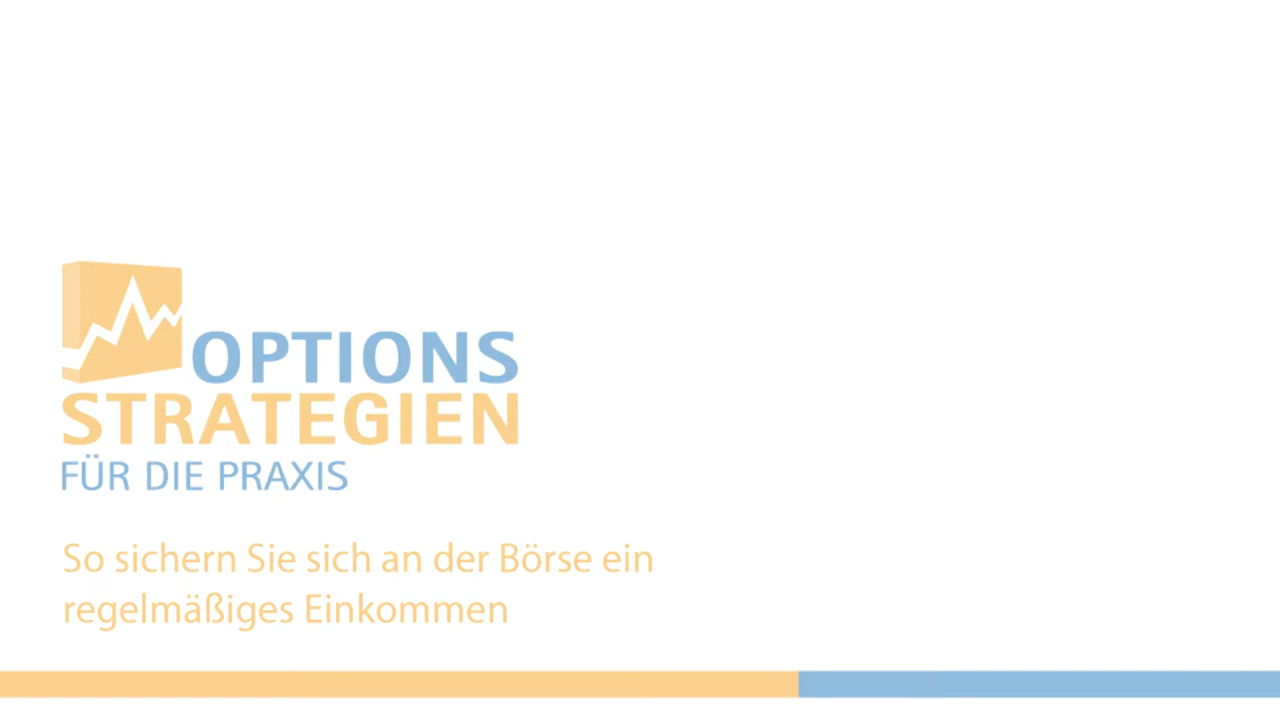 OPTIONS
STRATEGIEN
FÜR DIE PRAXIS
So sichern Sie sich an der Börse ein
regelmäßiges Einkommen